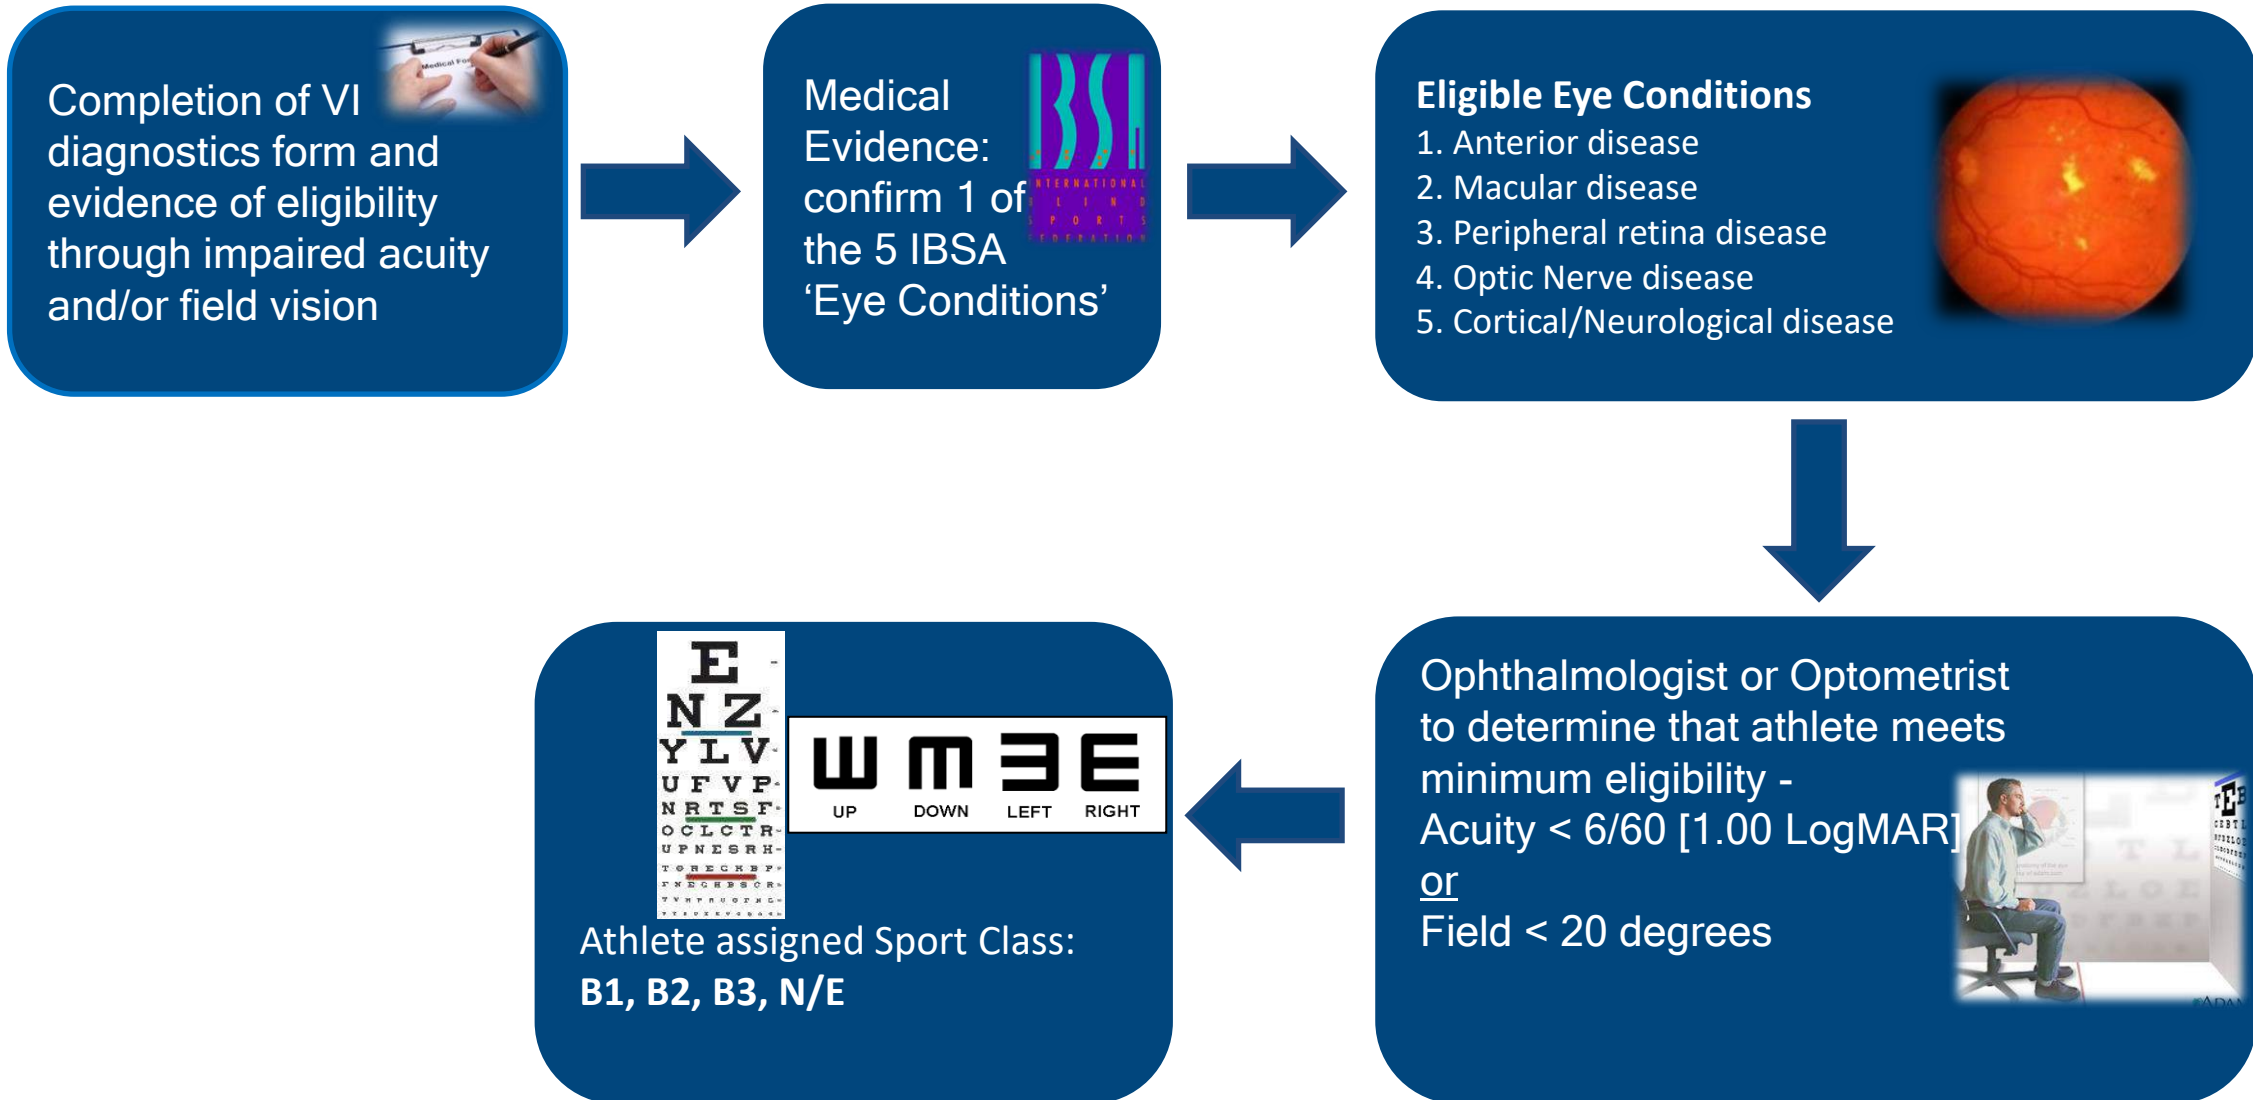 Completion of VI
diagnostics form and
evidence of eligibility
through impaired acuity
and/or field vision
Medical
Evidence:
confirm 1 of
the 5 IBSA
‘Eye Conditions’
INTERNATIONAL
BLIND
SPORTS
FEDERATION
Eligible Eye Conditions
1. Anterior disease
2. Macular disease
3. Peripheral retina disease
4. Optic Nerve disease
5. Cortical/Neurological disease
Ophthalmologist or Optometrist
to determine that athlete meets
minimum eligibility -
Acuity < 6/60 [1.00 LogMAR]
or
Field < 20 degrees
E
N Z
Y L V
U F V P
N R T S F
O C L C T R
U P N E S R H
UP DOWN LEFT RIGHT
Athlete assigned Sport Class:
B1, B2, B3, N/E